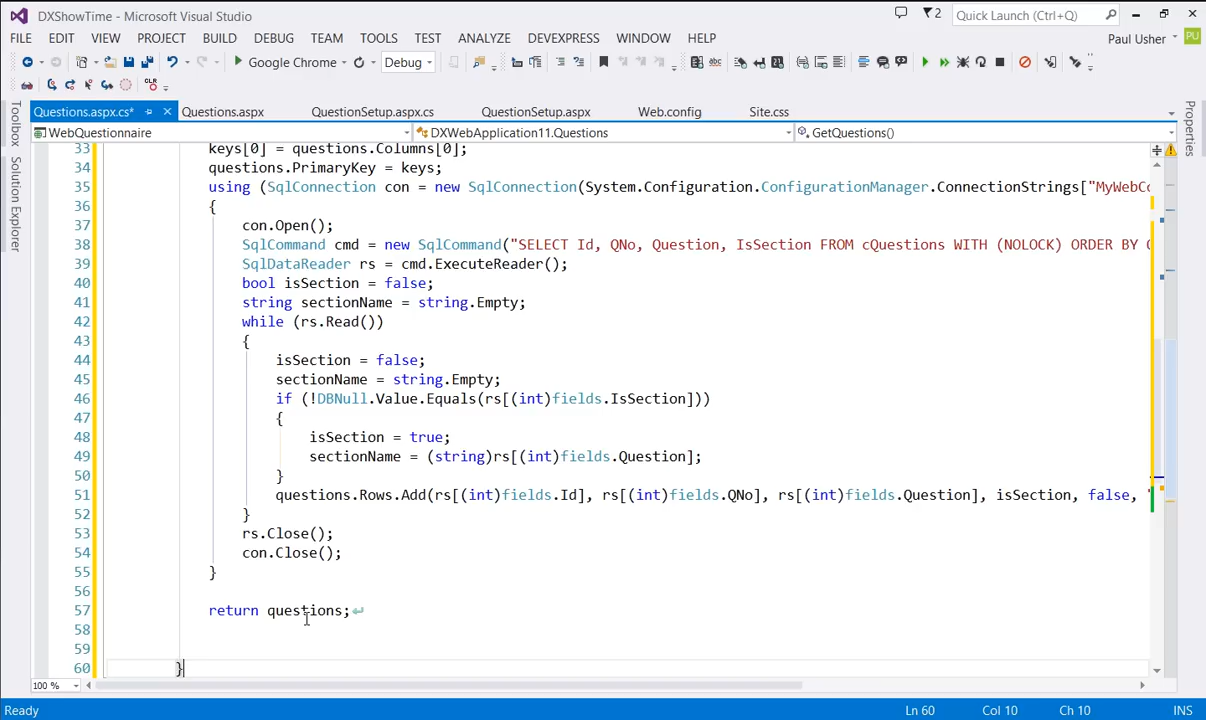 DXShowTime - Microsoft Visual Studio
2
Quick Launch (Ctrl+Q)
FILE EDIT VIEW PROJECT BUILD DEBUG TEAM TOOLS TEST ANALYZE DEVEXPRESS WINDOW HELP
Paul Usher PU
Google Chrome Debug
CLR
Questions.aspx.cs* Questions.aspx QuestionSetup.aspx.cs QuestionSetup.aspx Web.config Site.css
WebQuestionnaire DXWebApplication11.Questions GetQuestions()
Toolbox
Solution Explorer
Properties
33 keys[0] = questions.Columns[0];
34 questions.PrimaryKey = keys;
35 using (SqlConnection con = new SqlConnection(System.Configuration.ConfigurationManager.ConnectionStrings["MyWebCo
36 {
37 con.Open();
38 SqlCommand cmd = new SqlCommand("SELECT Id, QNo, Question, IsSection FROM cQuestions WITH (NOLOCK) ORDER BY
39 SqlDataReader rs = cmd.ExecuteReader();
40 bool isSection = false;
41 string sectionName = string.Empty;
42 while (rs.Read())
43 {
44 isSection = false;
45 sectionName = string.Empty;
46 if (!DBNull.Value.Equals(rs[(int)fields.IsSection]))
47 {
48 isSection = true;
49 sectionName = (string)rs[(int)fields.Question];
50 }
51 questions.Rows.Add(rs[(int)fields.Id], rs[(int)fields.QNo], rs[(int)fields.Question], isSection, false,
52 }
53 rs.Close();
54 con.Close();
55 }
56
57 return questions;
58
59
60 }
100 %
Ready Ln 60 Col 10 Ch 10 INS